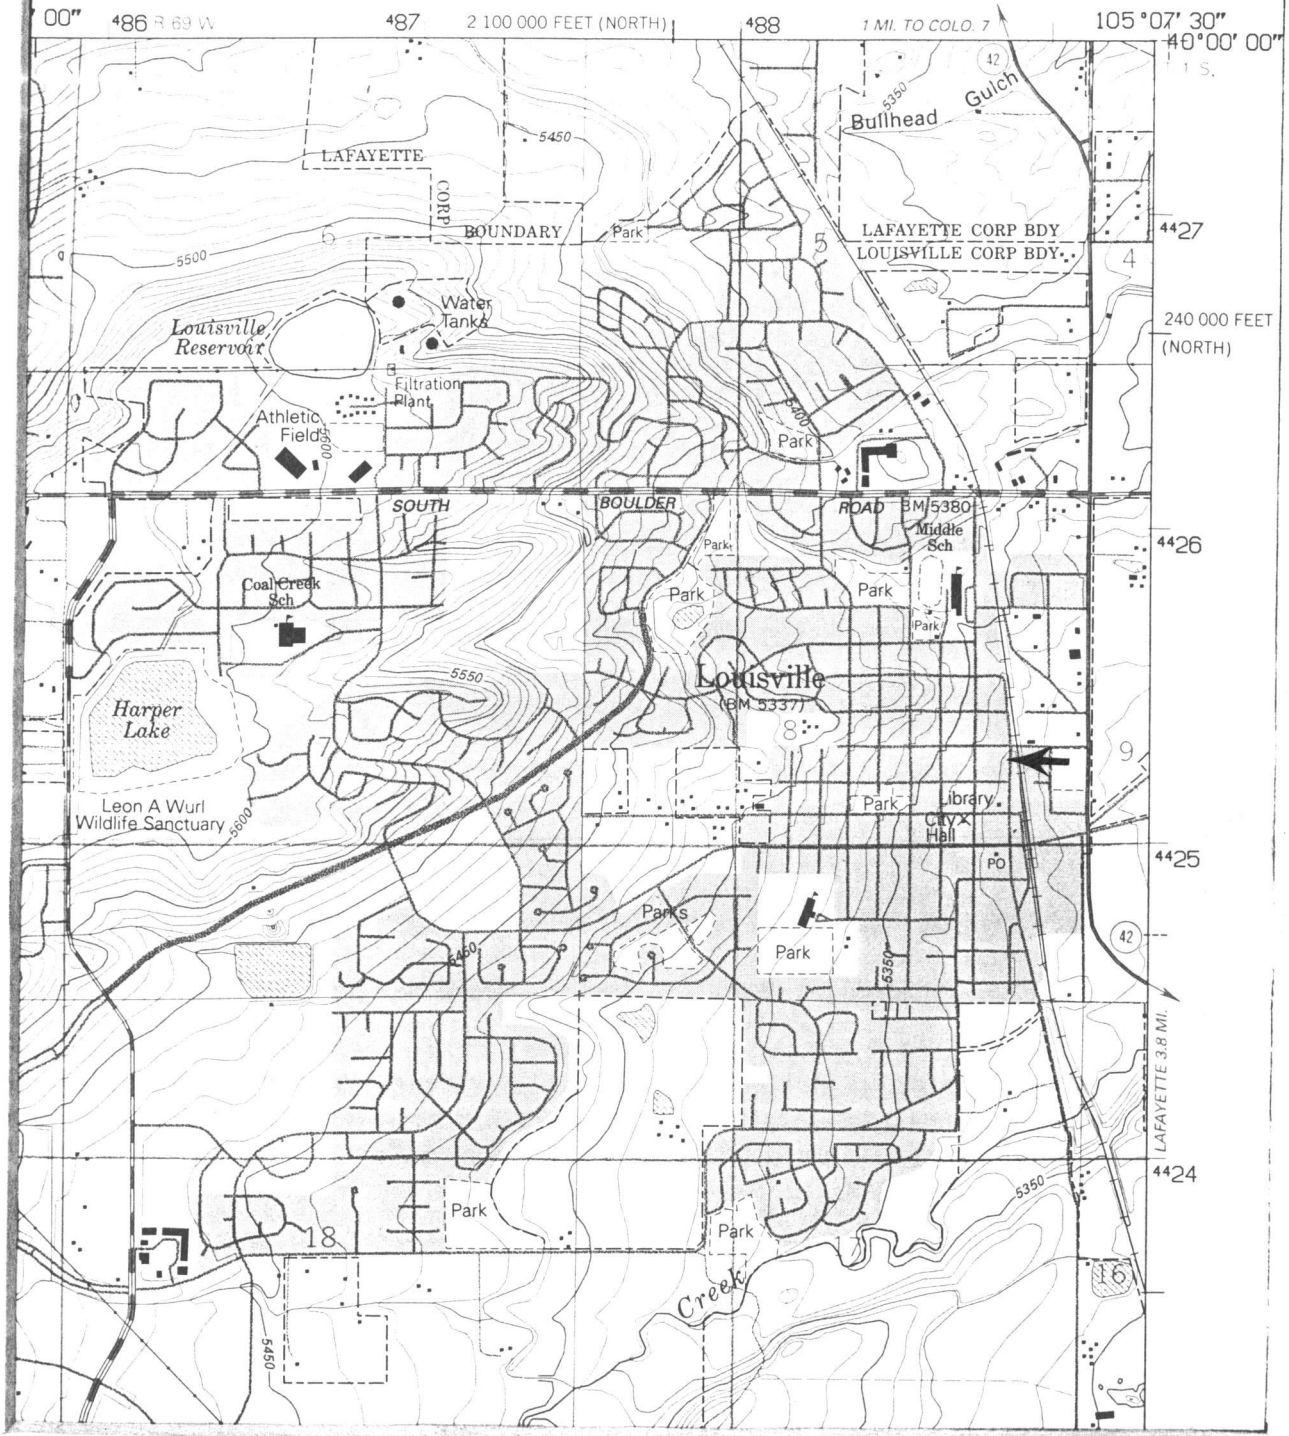 00"
486 R 69 W
487
2 100 000 FEET (NORTH)
488
1 MI. TO COLO. 7
105°07' 30"
40°00' 00"
1 S.
42
5350
Bullhead
Gulch
5450
LAFAYETTE
CORP
BOUNDARY
Park
LAFAYETTE CORP BDY
LOUISVILLE CORP BDY
4427
6
5
4
5500
Water
Tanks
Louisville
Reservoir
240 000 FEET
(NORTH)
Filtration
Plant
Athletic
Field
5600
5400
Park
SOUTH
BOULDER
ROAD
BM 5380
Middle
Sch
4426
Park
Coal Creek
Sch
Park
Park
Park
5550
Louisville
(BM 5337)
Harper
Lake
8
9
Leon A Wurl
Wildlife Sanctuary
5600
Park
Library
City
Hall
4425
PO
Parks
42
5450
Park
5350
LAFAYETTE 3.8 MI.
4424
5350
Park
Park
18
17
16
Creek
5450